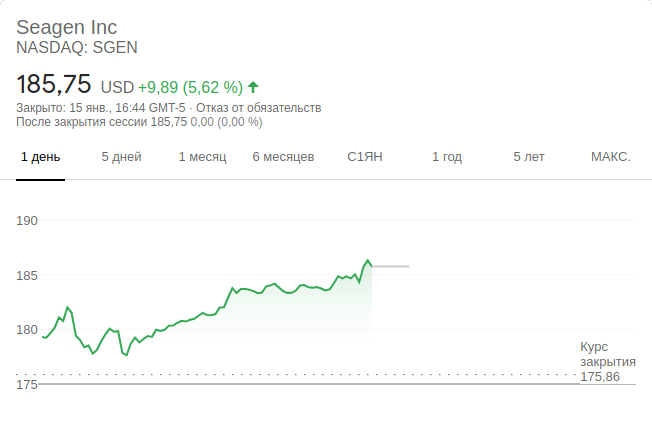 Seagen Inc
NASDAQ: SGEN
185,75 USD +9,89 (5,62 %)
Закрыто: 15 янв., 16:44 GMT-5 · Отказ от обязательств
После закрытия сессии 185,75 0,00 (0,00 %)
1 день 5 дней 1 месяц 6 месяцев С1ЯН 1 год 5 лет МАКС.
190
185
180
Курс
закрытия
175,86
175